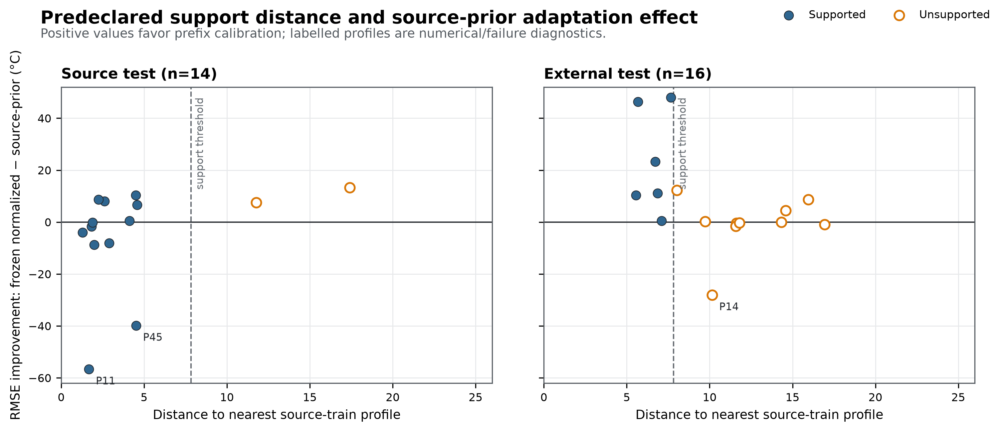 Predeclared support distance and source-prior adaptation effect
Positive values favor prefix calibration; labelled profiles are numerical/failure diagnostics.
Supported
Unsupported
RMSE improvement: frozen normalized − source-prior (°C)
Source test (n=14)
support threshold
40
20
0
−20
−40
−60
P45
P11
0
5
10
15
20
25
Distance to nearest source-train profile
External test (n=16)
support threshold
P14
0
5
10
15
20
25
Distance to nearest source-train profile